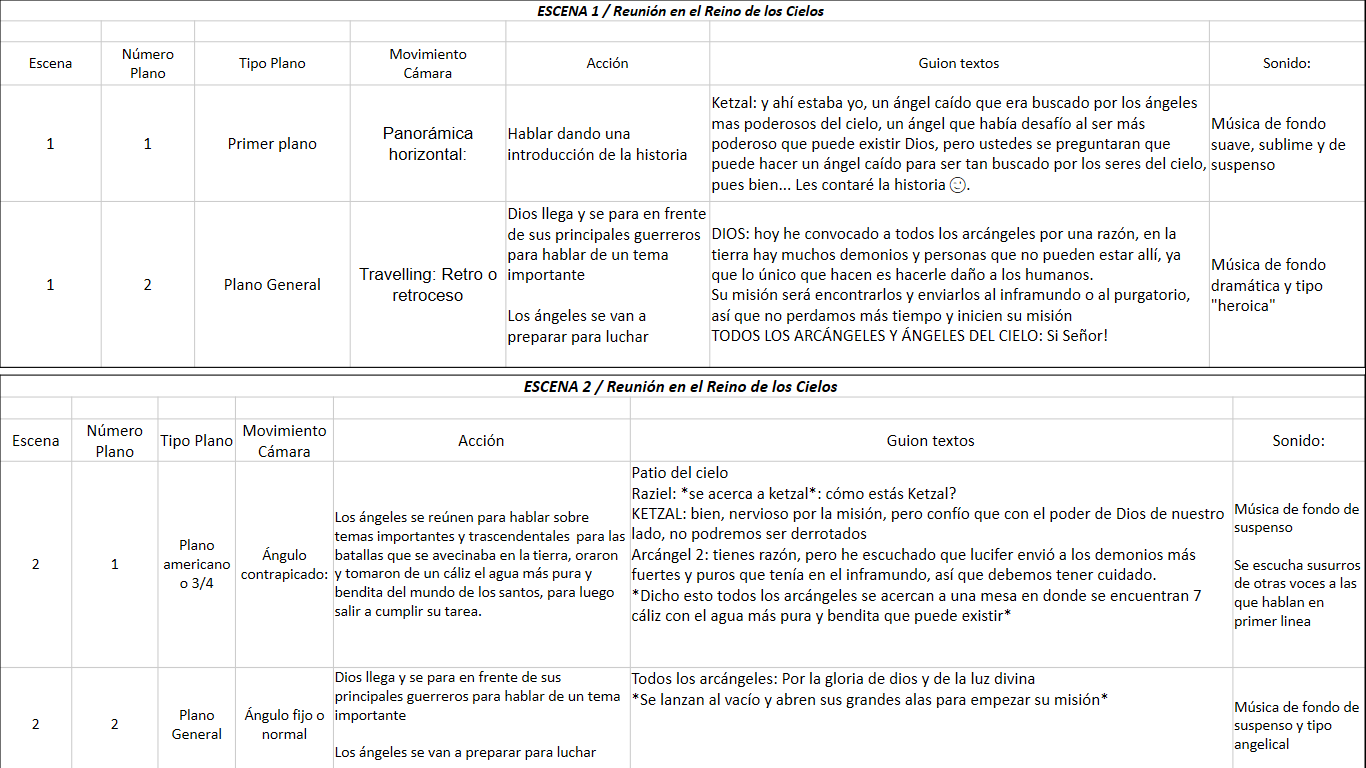 ESCENA 1 / Reunión en el Reino de los Cielos
Escena
Número
Plano
Tipo Plano
Movimiento
Cámara
Acción
Guion textos
Sonido:
1
1
Primer plano
Panorámica
horizontal:
Hablar dando una
introducción de la historia
Ketzal: y ahí estaba yo, un ángel caído que era buscado por los ángeles
mas poderosos del cielo, un ángel que había desafío al ser más
poderoso que puede existir Dios, pero ustedes se preguntaran que
puede hacer un ángel caído para ser tan buscado por los seres del cielo,
pues bien... Les contaré la historia 😉.
Música de fondo
suave, sublime y de
suspenso
1
2
Plano General
Travelling: Retro o
retroceso
Dios llega y se para en frente
de sus principales guerreros
para hablar de un tema
importante
Los ángeles se van a
preparar para luchar
DIOS: hoy he convocado a todos los arcángeles por una razón, en la
tierra hay muchos demonios y personas que no pueden estar allí, ya
que lo único que hacen es hacerle daño a los humanos.
Su misión será encontrarlos y enviarlos al inframundo o al purgatorio,
así que no perdamos más tiempo y inicien su misión
TODOS LOS ARCÁNGELES Y ÁNGELES DEL CIELO: Si Señor!
Música de fondo
dramática y tipo
"heroica"
ESCENA 2 / Reunión en el Reino de los Cielos
Escena
Número
Plano
Tipo Plano
Movimiento
Cámara
Acción
Guion textos
Sonido:
2
1
Plano
americano
o 3/4
Ángulo
contrapicado:
Los ángeles se reúnen para hablar sobre
temas importantes y trascendentales para las
batallas que se avecinaba en la tierra, oraron
y tomaron de un cáliz el agua más pura y
bendita del mundo de los santos, para luego
salir a cumplir su tarea.
Patio del cielo
Raziel: *se acerca a ketzal*: cómo estás Ketzal?
KETZAL: bien, nervioso por la misión, pero confío que con el poder de Dios de nuestro
lado, no podremos ser derrotados
Arcángel 2: tienes razón, pero he escuchado que lucifer envió a los demonios más
fuertes y puros que tenía en el inframundo, así que debemos tener cuidado.
*Dicho esto todos los arcángeles se acercan a una mesa en donde se encuentran 7
cáliz con el agua más pura y bendita que puede existir*
Música de fondo de
suspenso
Se escucha susurros
de otras voces a las
que hablan en
primer linea
2
2
Plano
General
Ángulo fijo o
normal
Dios llega y se para en frente de sus
principales guerreros para hablar de un tema
importante
Los ángeles se van a preparar para luchar
Todos los arcángeles: Por la gloria de dios y de la luz divina
*Se lanzan al vacío y abren sus grandes alas para empezar su misión*
Música de fondo de
suspenso y tipo
angelical